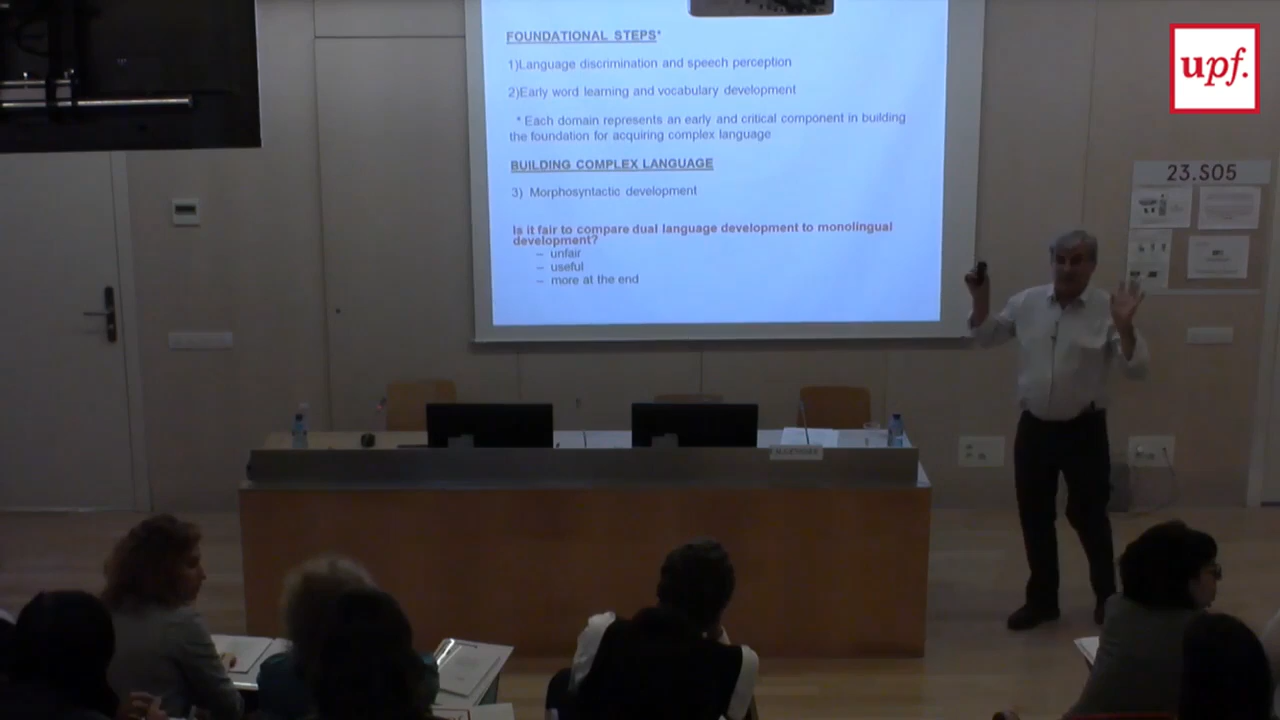 FOUNDATIONAL STEPS*
1)Language discrimination and speech perception
2)Early word learning and vocabulary development
* Each domain represents an early and critical component in building
the foundation for acquiring complex language
BUILDING COMPLEX LANGUAGE
3) Morphosyntactic development
Is it fair to compare dual language development to monolingual
development?
– unfair
– useful
– more at the end
upf.
23.S05